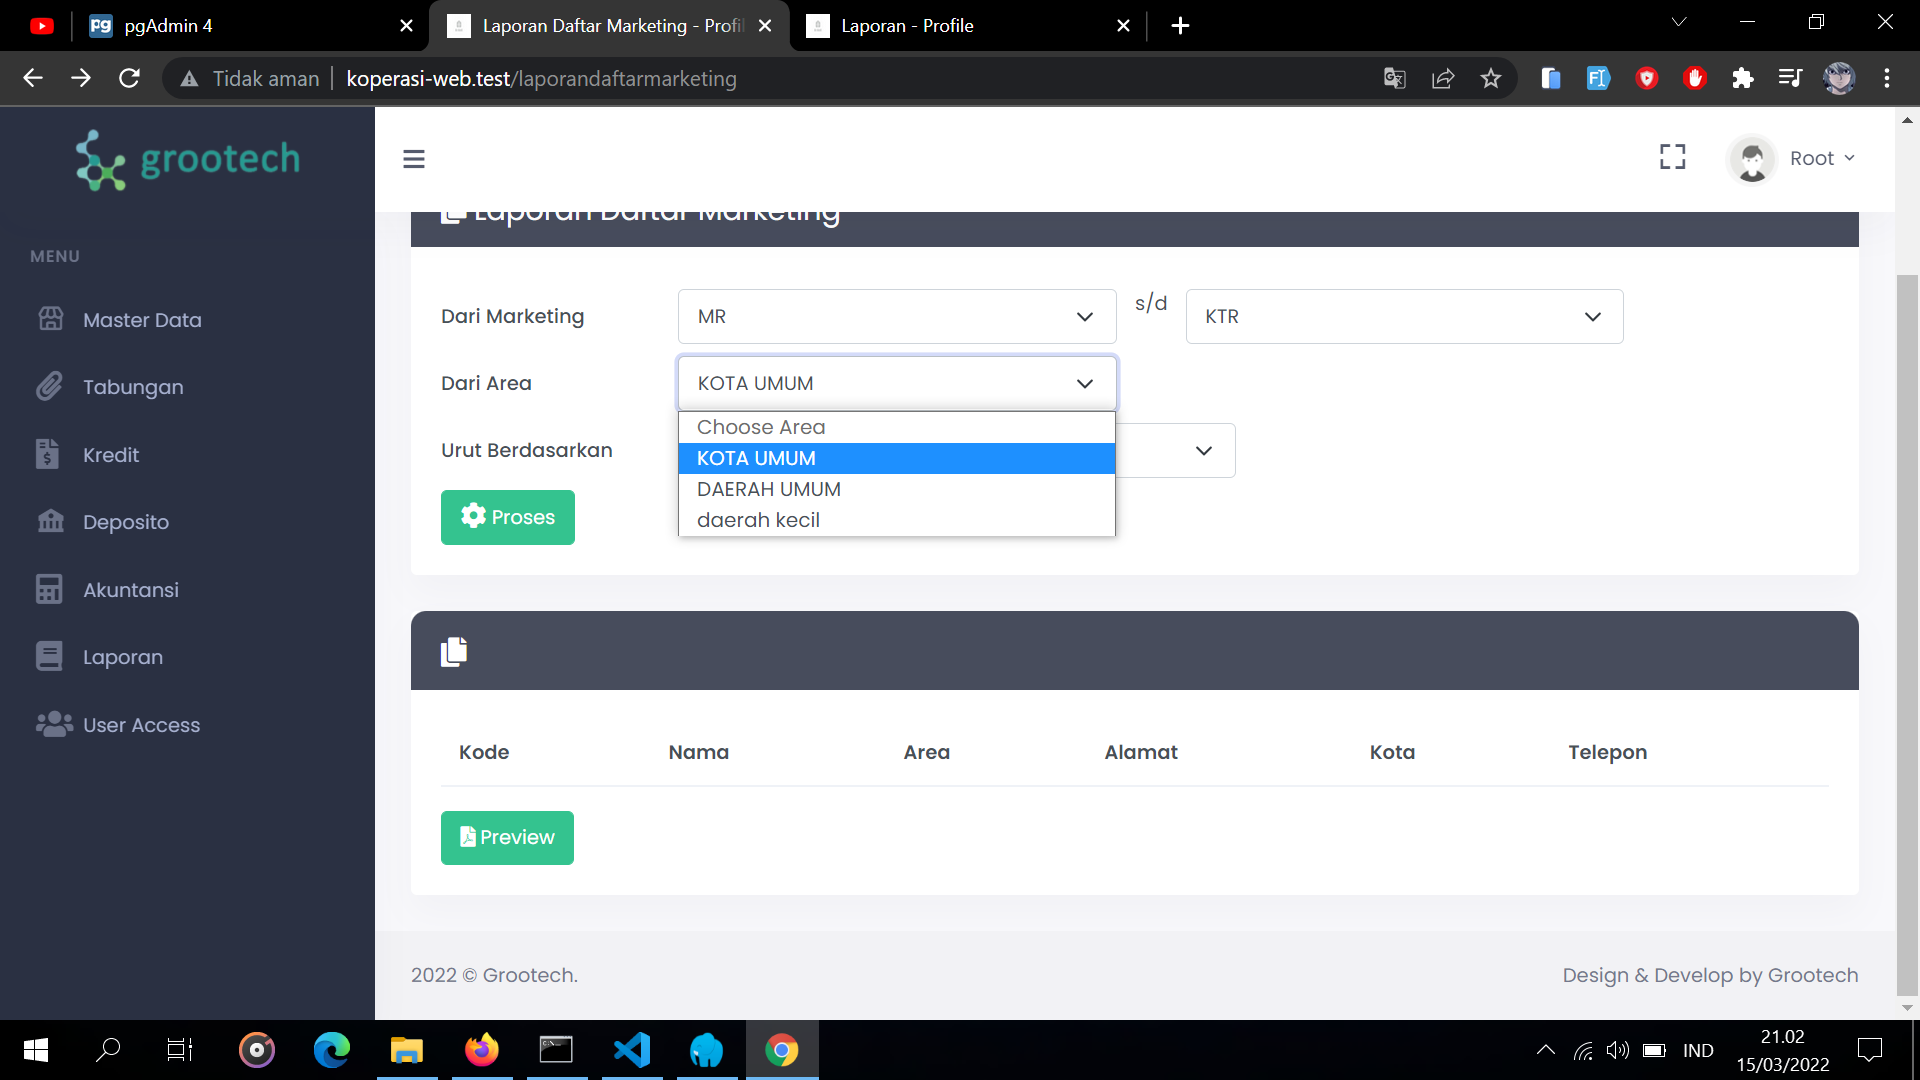 pgAdmin 4
Laporan Daftar Marketing - Profil
Laporan - Profile
Tidak aman
koperasi-web.test/laporandaftarmarketing
grootech
Root
Laporan Daftar Marketing
MENU
Master Data
Tabungan
Kredit
Deposito
Akuntansi
Laporan
User Access
Dari Marketing
MR
s/d
KTR
Dari Area
KOTA UMUM
Choose Area
KOTA UMUM
DAERAH UMUM
daerah kecil
Urut Berdasarkan
Proses
Kode Nama Area Alamat Kota Telepon
Preview
2022 © Grootech.
Design & Develop by Grootech
IND
21.02
15/03/2022